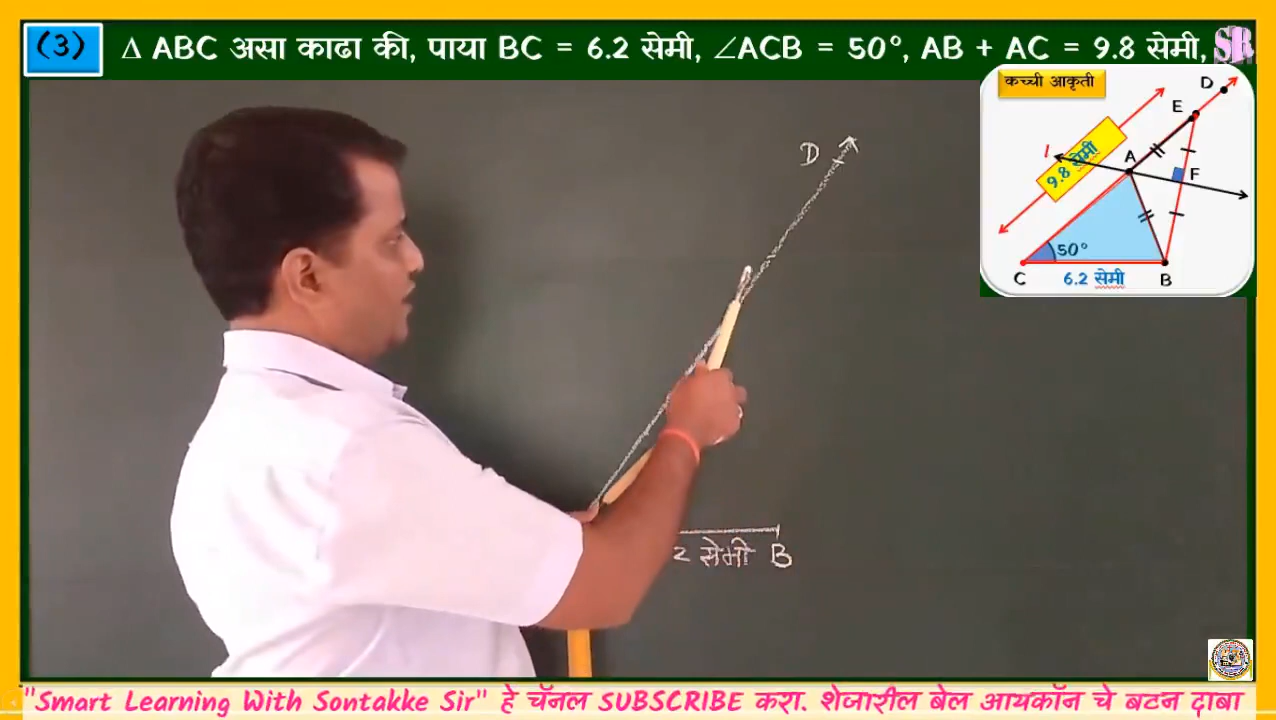 (3) Δ ABC असा काढा की, पाया BC = 6.2 सेमी, ∠ACB = 50°, AB + AC = 9.8 सेमी,
SR
कच्ची आकृती
D
E
l
9.8 सेमी
A
F
50°
C
6.2 सेमी
B
D
2 सेमी B
"Smart Learning With Sontakke Sir" हे चॅनल SUBSCRIBE करा. शेजारील बेल आयकॉन चे बटन दाबा